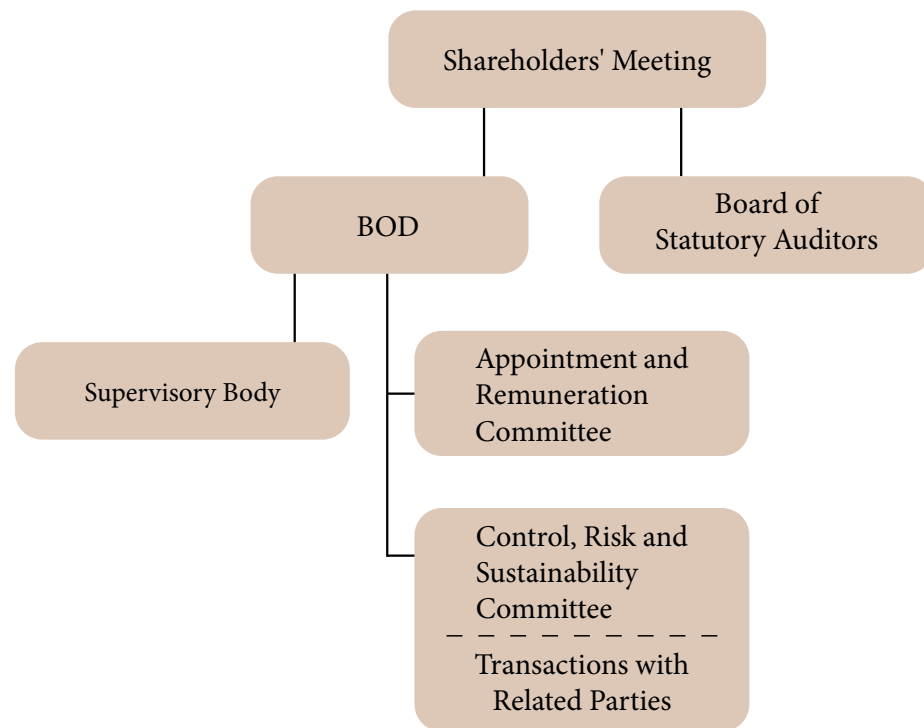 Shareholders' Meeting
BOD
Board of
Statutory Auditors
Supervisory Body
Appointment and
Remuneration
Committee
Control, Risk and
Sustainability
Committee
Transactions with
Related Parties